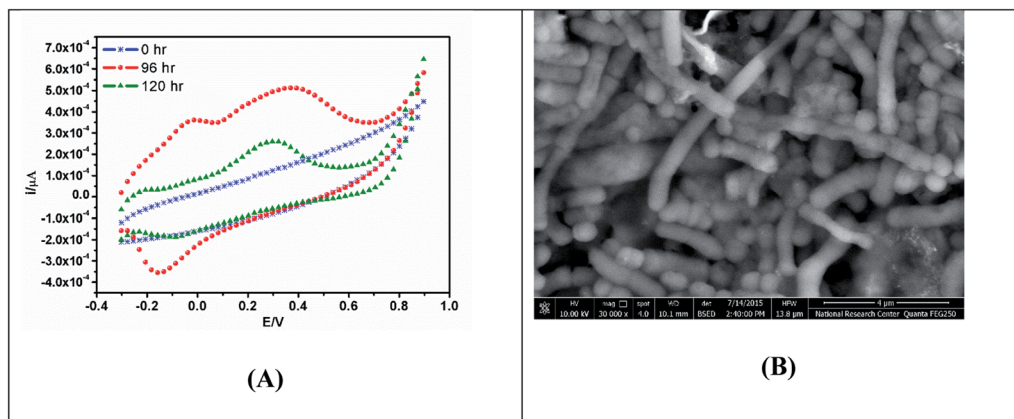 0 hr
96 hr
120 hr
7.0x10⁻⁴
6.0x10⁻⁴
5.0x10⁻⁴
4.0x10⁻⁴
3.0x10⁻⁴
2.0x10⁻⁴
1.0x10⁻⁴
0.0
-1.0x10⁻⁴
-2.0x10⁻⁴
-3.0x10⁻⁴
-4.0x10⁻⁴
i/µA
-0.4 -0.2 0.0 0.2 0.4 0.6 0.8 1.0
E/V
(A)
HV mag spot WD det 7/14/2015 HFW 4 µm
10.00 kV 30 000 x 4.0 10.1 mm BSED 2:40:00 PM 13.8 µm National Research Center Quanta FEG250
(B)